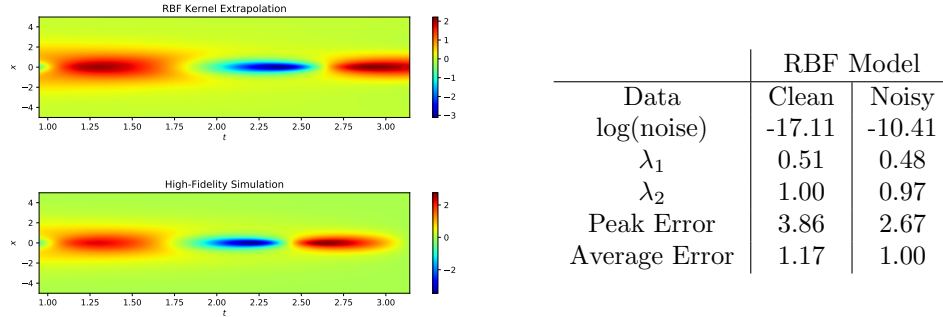 RBF Kernel Extrapolation
4
2
0
−2
−4
x
1.00 1.25 1.50 1.75 2.00 2.25 2.50 2.75 3.00
t
2
1
0
−1
−2
−3
High-Fidelity Simulation
4
2
0
−2
−4
x
1.00 1.25 1.50 1.75 2.00 2.25 2.50 2.75 3.00
t
2
0
−2
RBF Model
Data Clean Noisy
log(noise) -17.11 -10.41
λ1 0.51 0.48
λ2 1.00 0.97
Peak Error 3.86 2.67
Average Error 1.17 1.00